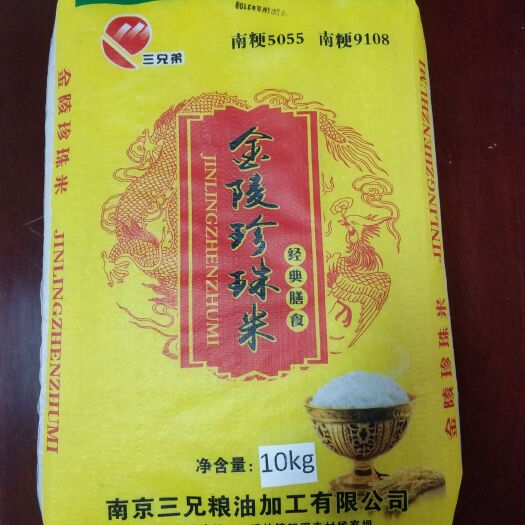 三兄弟
南粳5055 南粳9108
金陵珍珠米
JINLINGZHENZHUMI
经典膳食
金陵珍珠米 JINLINGZHENZHUMI
JINLINGZHENZHUMI 金陵珍珠米
净含量: 10kg
南京三兄粮油加工有限公司